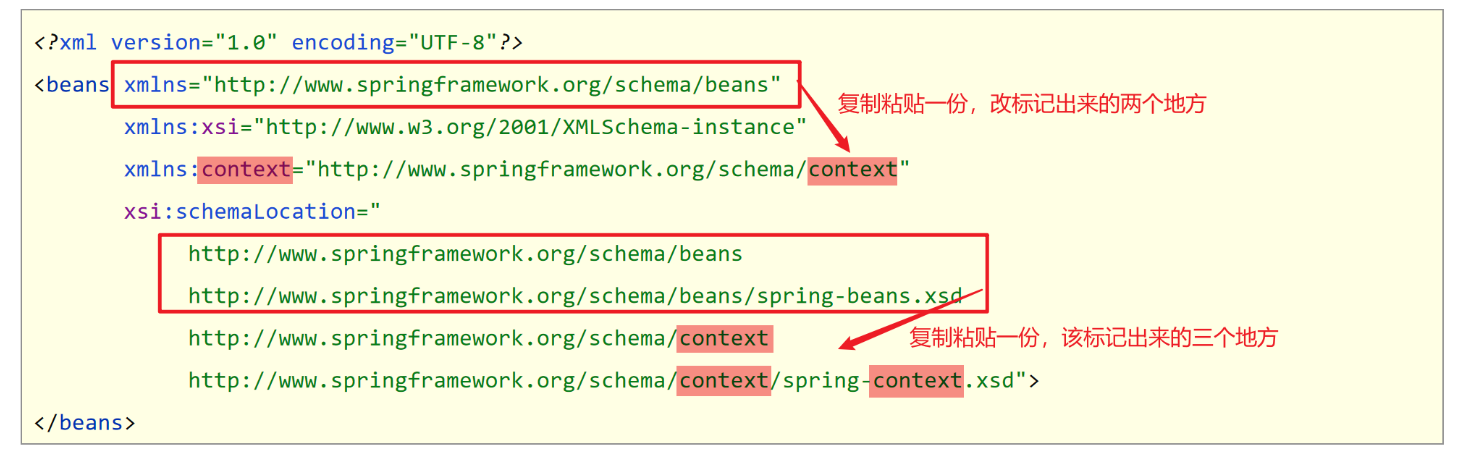 <?xml version="1.0" encoding="UTF-8"?>
<beans xmlns="http://www.springframework.org/schema/beans"
复制粘贴一份，改标记出来的两个地方
xmlns:xsi="http://www.w3.org/2001/XMLSchema-instance"
xmlns:context="http://www.springframework.org/schema/context"
xsi:schemaLocation="
http://www.springframework.org/schema/beans
http://www.springframework.org/schema/beans/spring-beans.xsd
http://www.springframework.org/schema/context
复制粘贴一份，该标记出来的三个地方
http://www.springframework.org/schema/context/spring-context.xsd">
</beans>